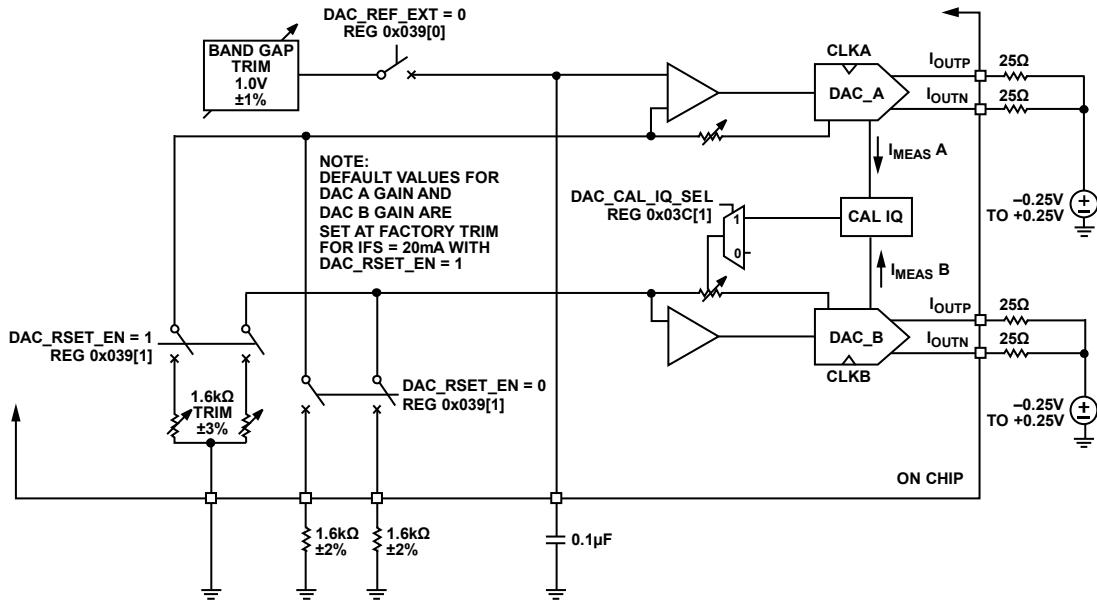 DAC_REF_EXT = 0
REG 0x039[0]
BAND GAP
TRIM
1.0V
±1%
CLKA
DAC_A
IOUTP
25Ω
IOUTN
25Ω
NOTE:
DEFAULT VALUES FOR
DAC A GAIN AND
DAC B GAIN ARE
SET AT FACTORY TRIM
FOR IFS = 20mA WITH
DAC_RSET_EN = 1
IMEAS A
DAC_CAL_IQ_SEL
REG 0x03C[1]
1
0
CAL IQ
–0.25V
TO +0.25V
IMEAS B
IOUTP
25Ω
IOUTN
25Ω
DAC_B
CLKB
DAC_RSET_EN = 1
REG 0x039[1]
DAC_RSET_EN = 0
REG 0x039[1]
1.6kΩ
TRIM
±3%
–0.25V
TO +0.25V
ON CHIP
1.6kΩ
±2%
1.6kΩ
±2%
0.1µF